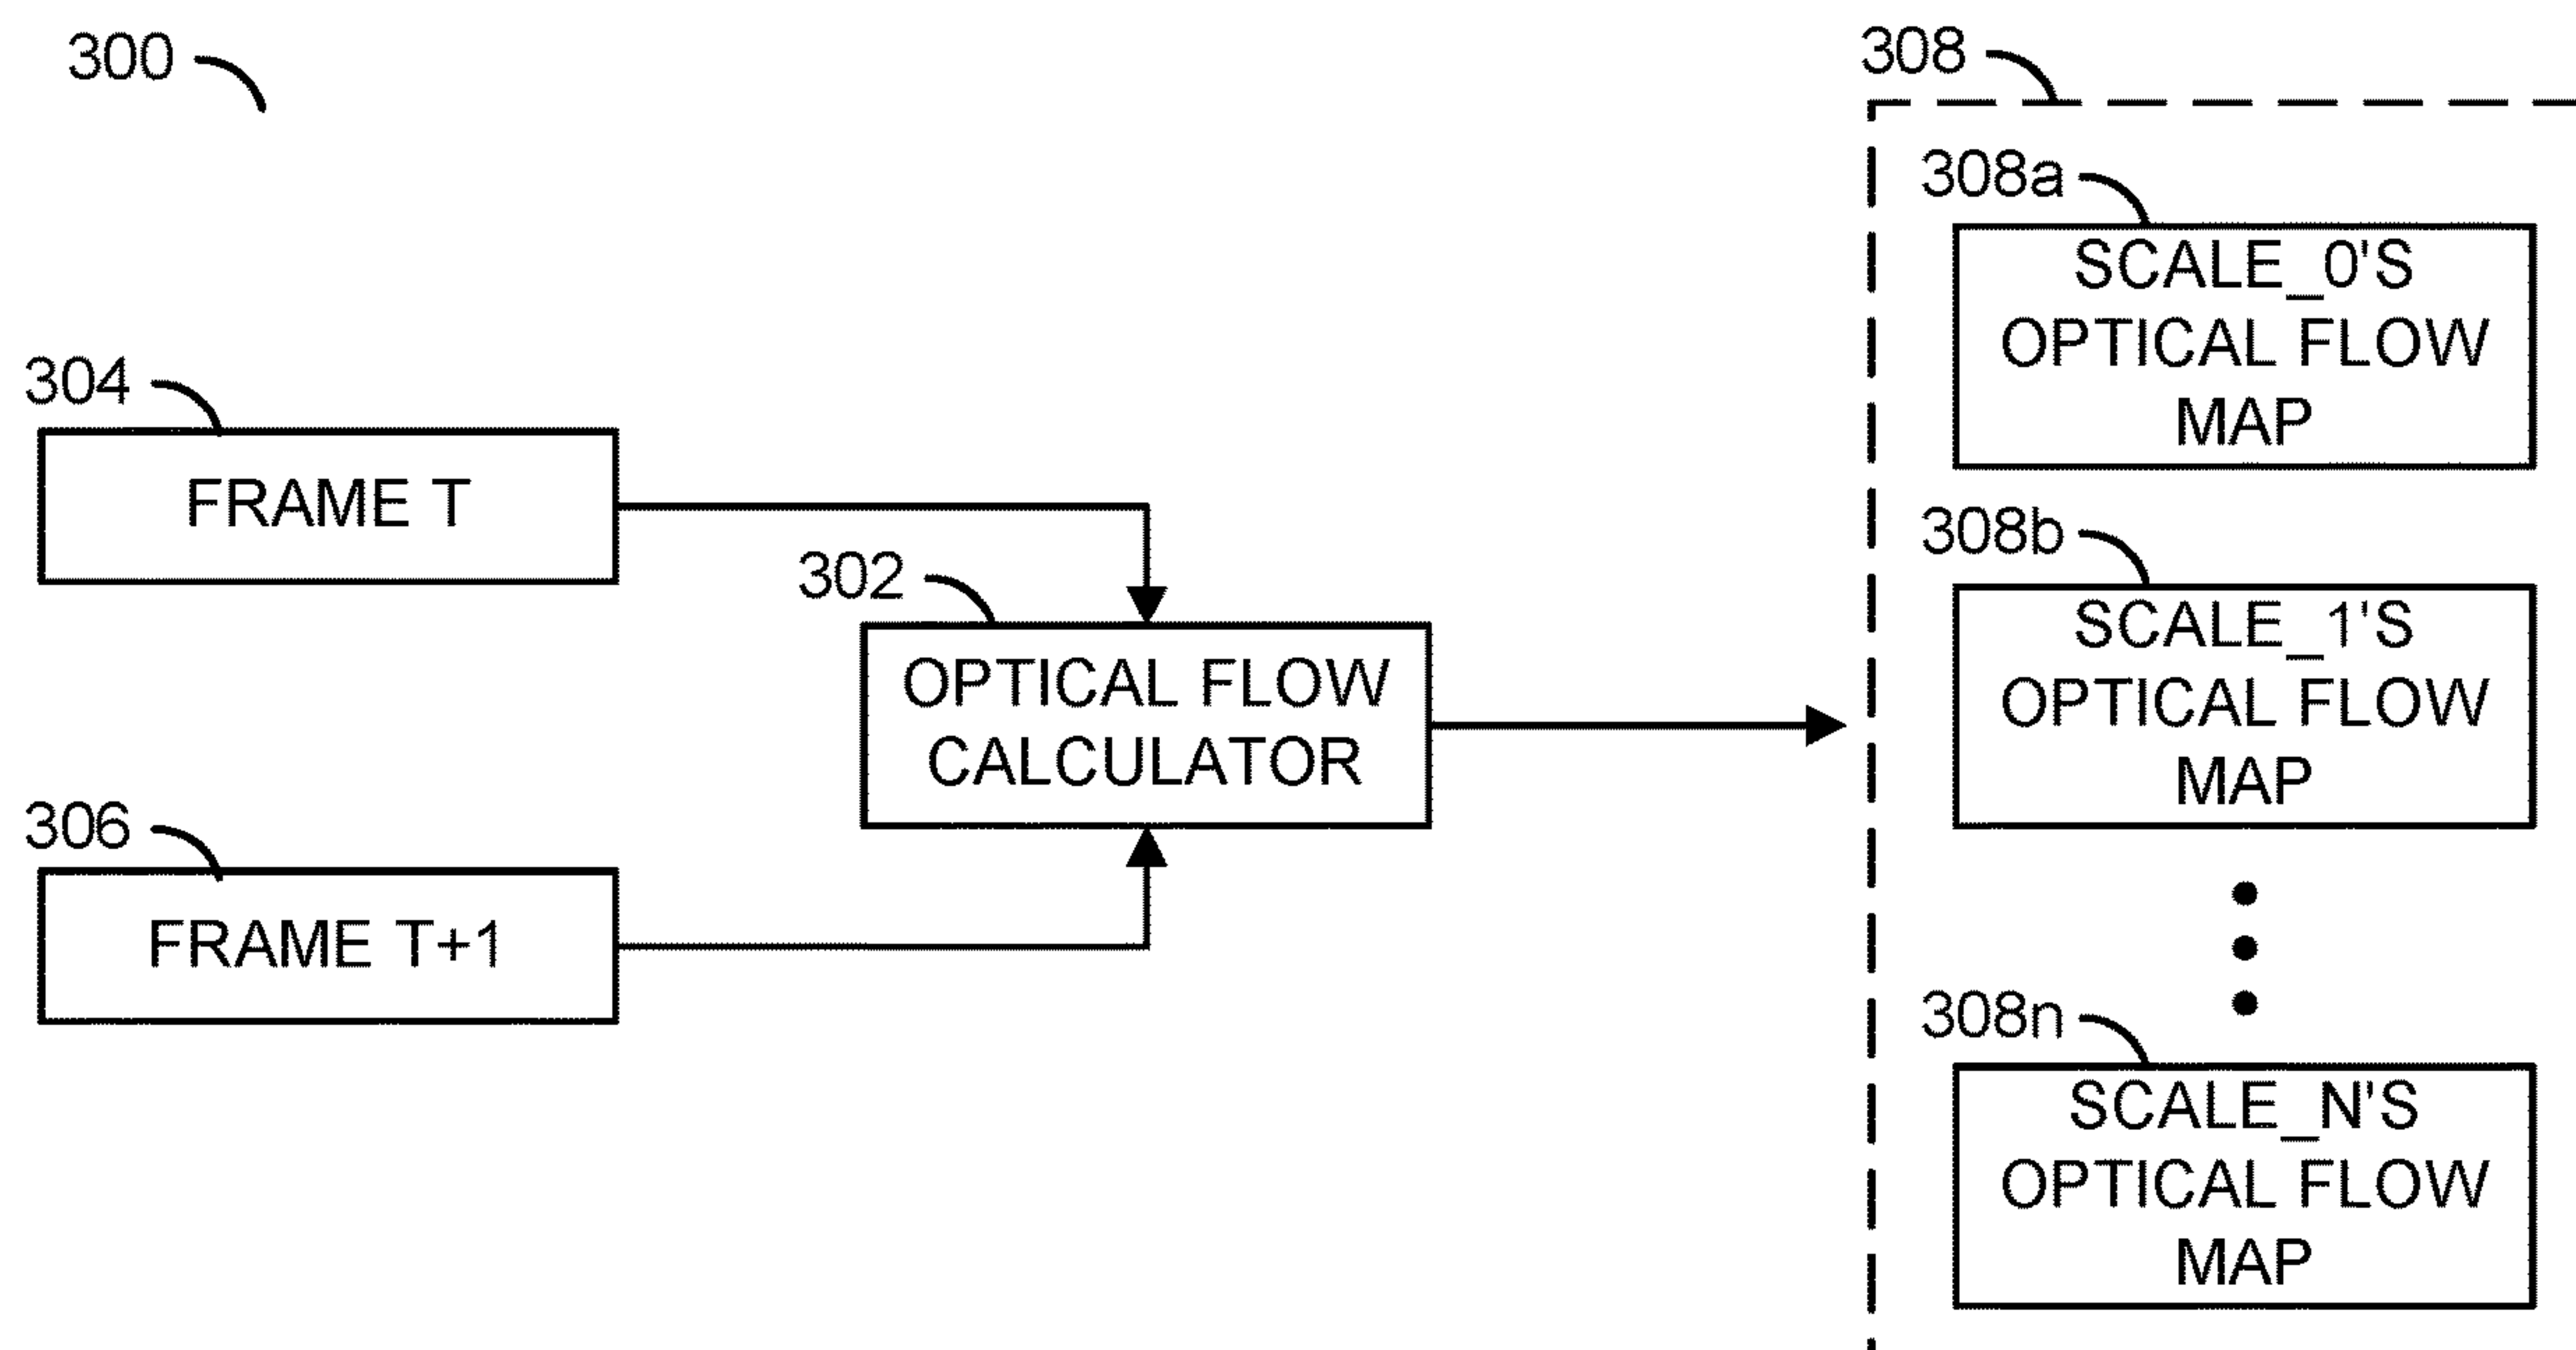 300
308
308a
SCALE_0'S
OPTICAL FLOW
MAP
304
FRAME T
308b
SCALE_1'S
OPTICAL FLOW
MAP
302
OPTICAL FLOW
CALCULATOR
306
FRAME T+1
308n
SCALE_N'S
OPTICAL FLOW
MAP